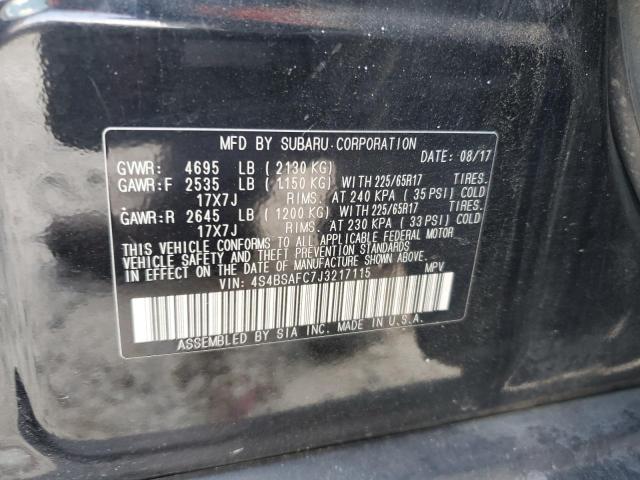 MFD BY SUBARU CORPORATION
GVWR: 4695 LB (2130 KG) DATE: 08/17
GAWR:F 2535 LB (1150 KG) WITH 225/65R17 TIRES.
17X7J RIMS. AT 240 KPA (35 PSI) COLD
GAWR:R 2645 LB (1200 KG) WITH 225/65R17 TIRES.
17X7J RIMS. AT 230 KPA (33 PSI) COLD
THIS VEHICLE CONFORMS TO ALL APPLICABLE FEDERAL MOTOR
VEHICLE SAFETY, BUMPER, AND THEFT PREVENTION STANDARDS
IN EFFECT ON THE DATE OF MANUFACTURE SHOWN ABOVE.
VIN: 4S4BSAFC7J3217115 MPV
ASSEMBLED BY SIA INC. MADE IN U.S.A.